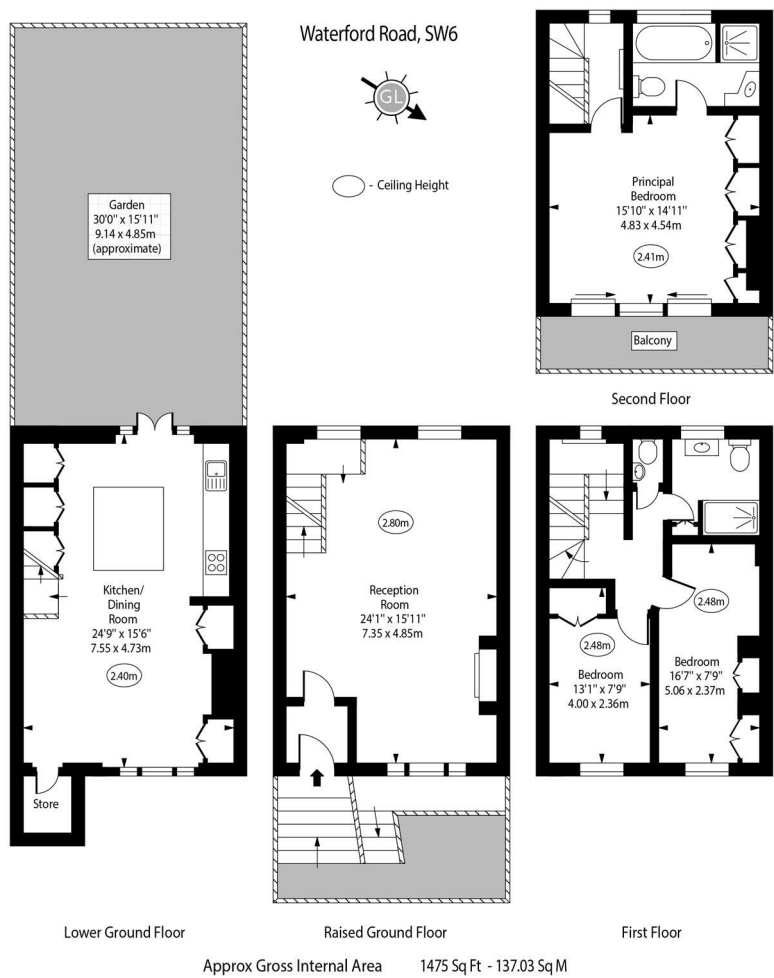 Waterford Road, SW6
GL
- Ceiling Height
Garden
30'0" x 15'11"
9.14 x 4.85m
(approximate)
Principal
Bedroom
15'10" x 14'11"
4.83 x 4.54m
2.41m
Balcony
Second Floor
Kitchen/
Dining
Room
24'9" x 15'6"
7.55 x 4.73m
2.40m
Store
Lower Ground Floor
2.80m
Reception
Room
24'1" x 15'11"
7.35 x 4.85m
Raised Ground Floor
2.48m
Bedroom
13'1" x 7'9"
4.00 x 2.36m
2.48m
Bedroom
16'7" x 7'9"
5.06 x 2.37m
First Floor
Approx Gross Internal Area 1475 Sq Ft - 137.03 Sq M